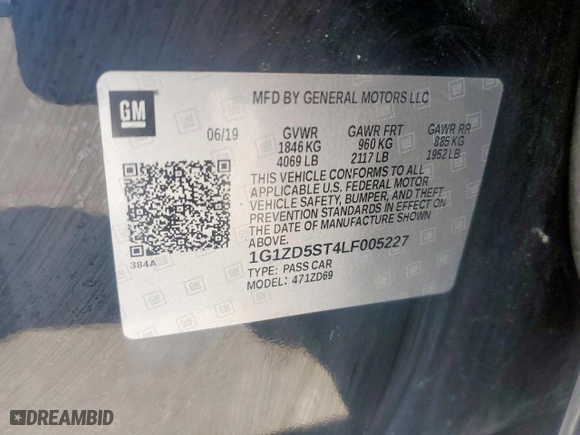 GM
MFD BY GENERAL MOTORS LLC
06/19 GVWR GAWR FRT GAWR RR
1846 KG 960 KG 885 KG
4069 LB 2117 LB 1952 LB
THIS VEHICLE CONFORMS TO ALL
APPLICABLE U.S. FEDERAL MOTOR
VEHICLE SAFETY, BUMPER, AND THEFT
PREVENTION STANDARDS IN EFFECT
ON THE DATE OF MANUFACTURE SHOWN
ABOVE.
384A
1G1ZD5ST4LF005227
TYPE: PASS CAR
MODEL: 471ZD69
DREAMBID